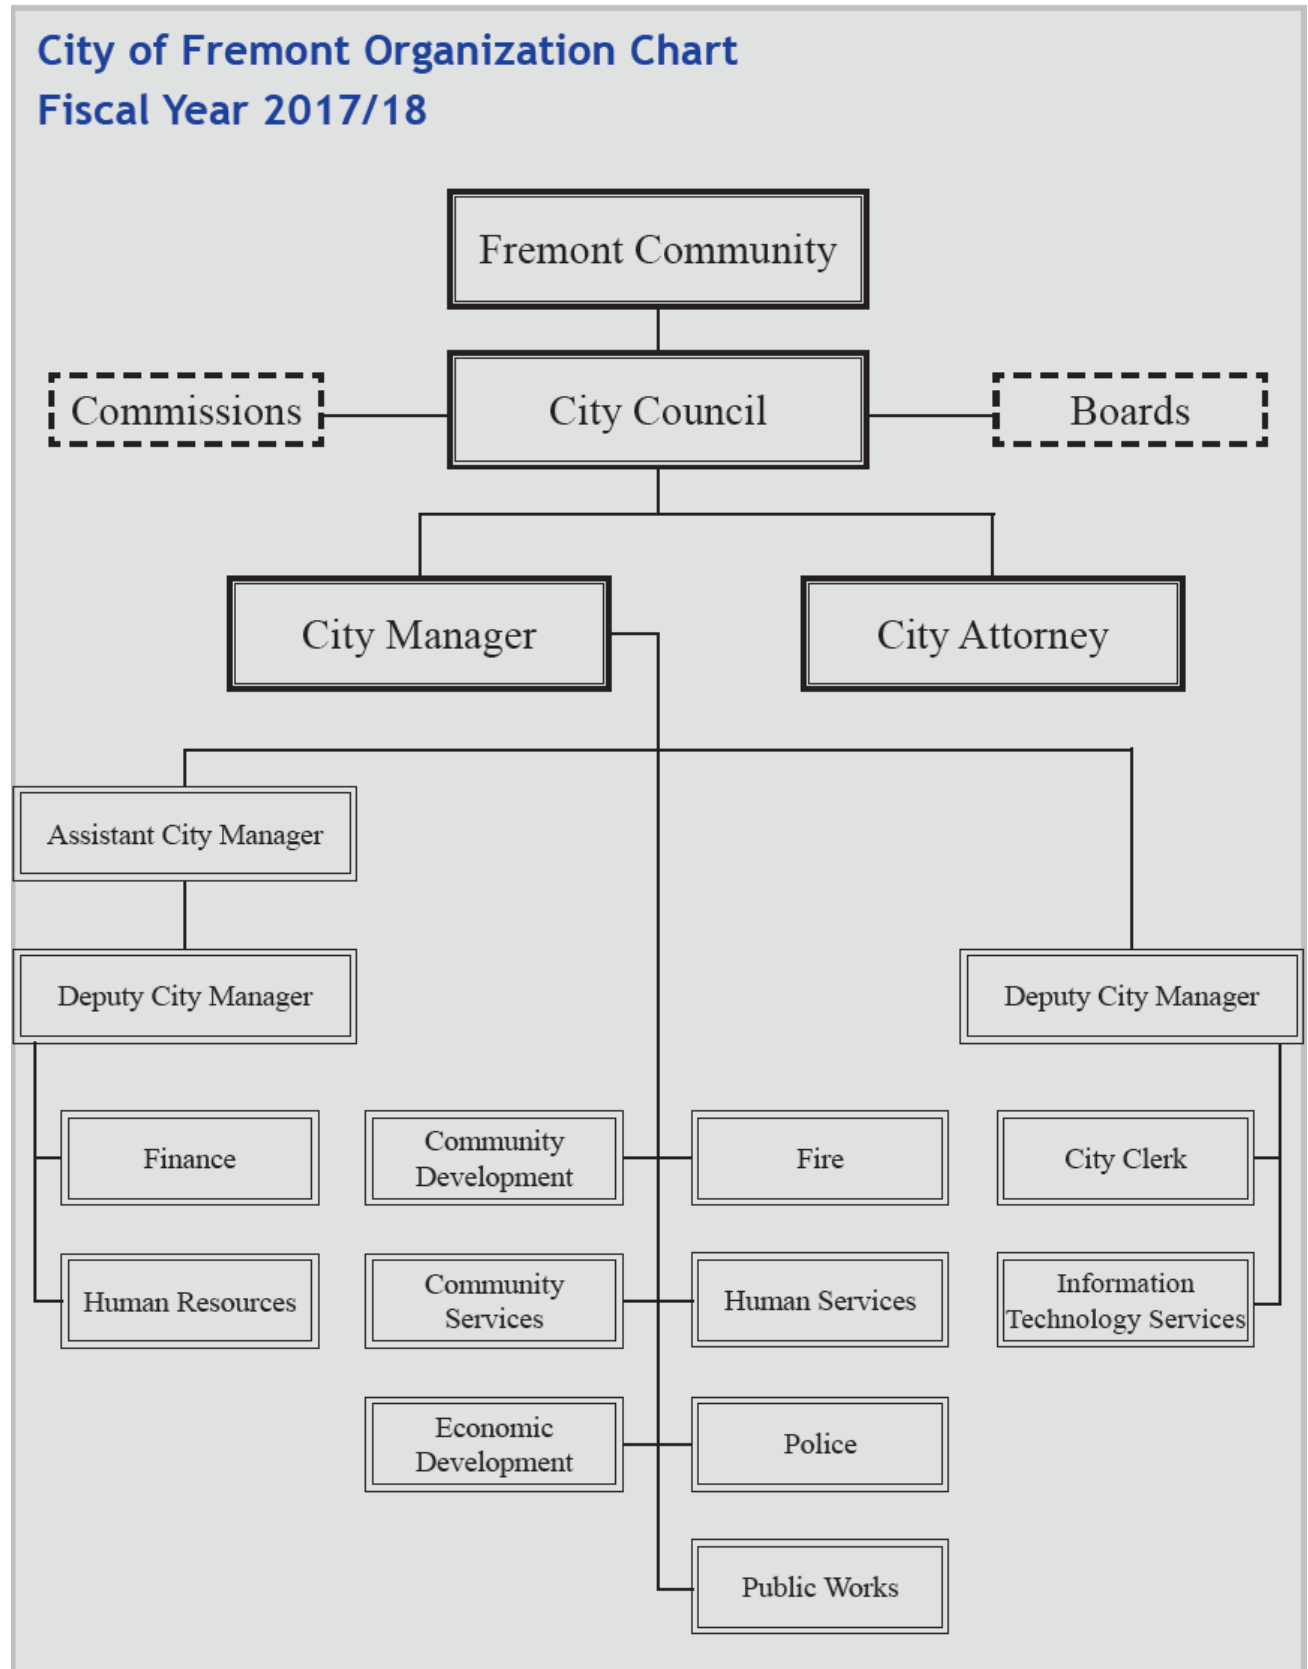 City of Fremont Organization Chart
Fiscal Year 2017/18
Fremont Community
Commissions
City Council
Boards
City Manager
City Attorney
Assistant City Manager
Deputy City Manager
Deputy City Manager
Finance
Community
Development
Fire
City Clerk
Human Resources
Community
Services
Human Services
Information
Technology Services
Economic
Development
Police
Public Works